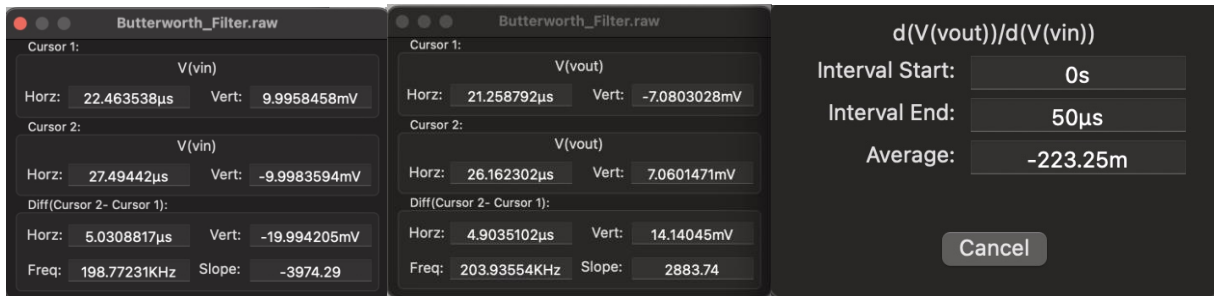 Butterworth_Filter.raw
Cursor 1:
V(vin)
Horz: 22.463538µs Vert: 9.9958458mV
Cursor 2:
V(vin)
Horz: 27.49442µs Vert: -9.9983594mV
Diff(Cursor 2- Cursor 1):
Horz: 5.0308817µs Vert: -19.994205mV
Freq: 198.77231KHz Slope: -3974.29
Butterworth_Filter.raw
Cursor 1:
V(vout)
Horz: 21.258792µs Vert: -7.0803028mV
Cursor 2:
V(vout)
Horz: 26.162302µs Vert: 7.0601471mV
Diff(Cursor 2- Cursor 1):
Horz: 4.9035102µs Vert: 14.14045mV
Freq: 203.93554KHz Slope: 2883.74
d(V(vout))/d(V(vin))
Interval Start: 0s
Interval End: 50µs
Average: -223.25m
Cancel